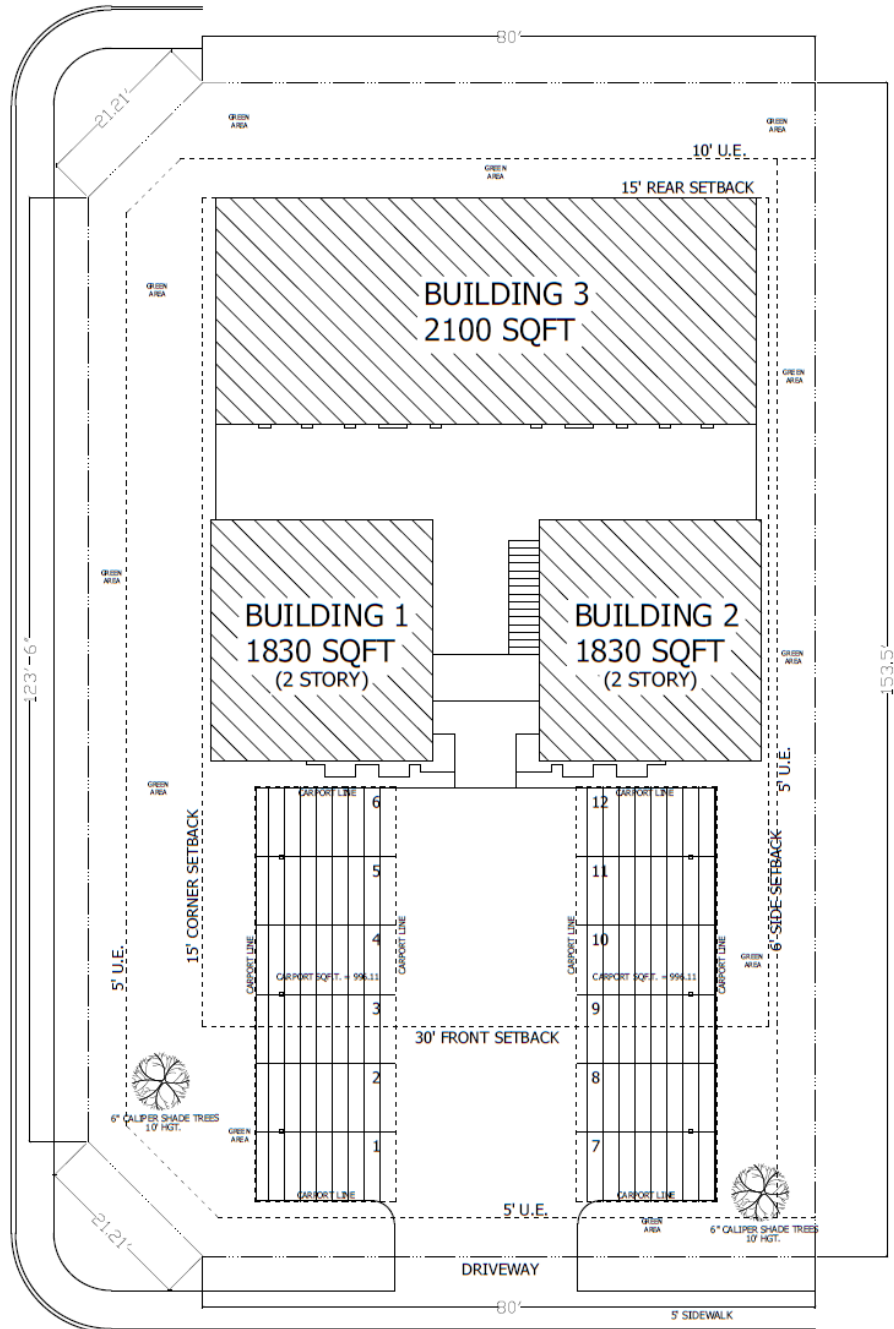 80'
21.21'
GREEN
AREA
GREEN
AREA
10' U.E.
GREEN
AREA
15' REAR SETBACK
BUILDING 3
2100 SQFT
GREEN
AREA
GREEN
AREA
GREEN
AREA
BUILDING 1
1830 SQFT
(2 STORY)
BUILDING 2
1830 SQFT
(2 STORY)
GREEN
AREA
123'-6"
153.5'
5' U.E.
GREEN
AREA
CARPORT LINE
6
12
CARPORT LINE
5
11
15' CORNER SETBACK
4
10
6' SIDE SETBACK
CARPORT LINE
CARPORT LINE
CARPORT LINE
CARPORT LINE
GREEN
AREA
5' U.E.
CARPORT SQF.T. = 996.11
CARPORT SQF.T. = 996.11
3
9
30' FRONT SETBACK
2
8
6" CALIPER SHADE TREES
10' HGT.
GREEN
AREA
1
7
CARPORT LINE
CARPORT LINE
5' U.E.
GREEN
AREA
6" CALIPER SHADE TREES
10' HGT.
21.21'
DRIVEWAY
80'
5' SIDEWALK